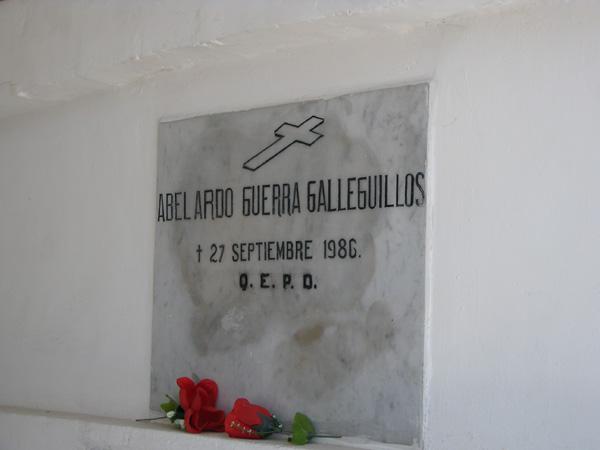 ABELARDO GUERRA GALLEGUILLOS
† 27 SEPTIEMBRE 1986.
Q. E. P. D.